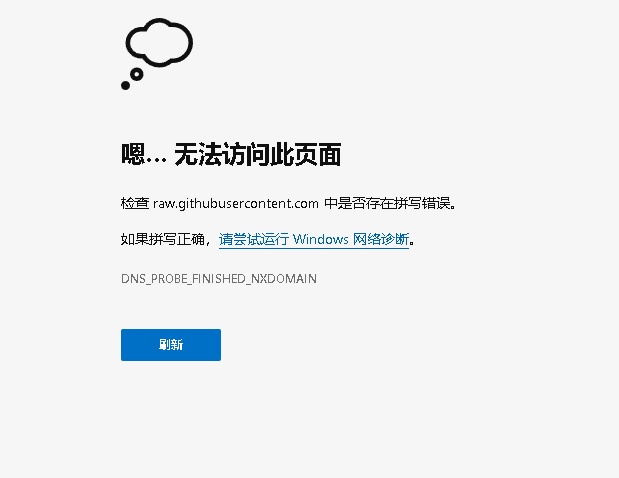 嗯... 无法访问此页面
检查 raw.githubusercontent.com 中是否存在拼写错误。
如果拼写正确，请尝试运行 Windows 网络诊断。
DNS_PROBE_FINISHED_NXDOMAIN
刷新